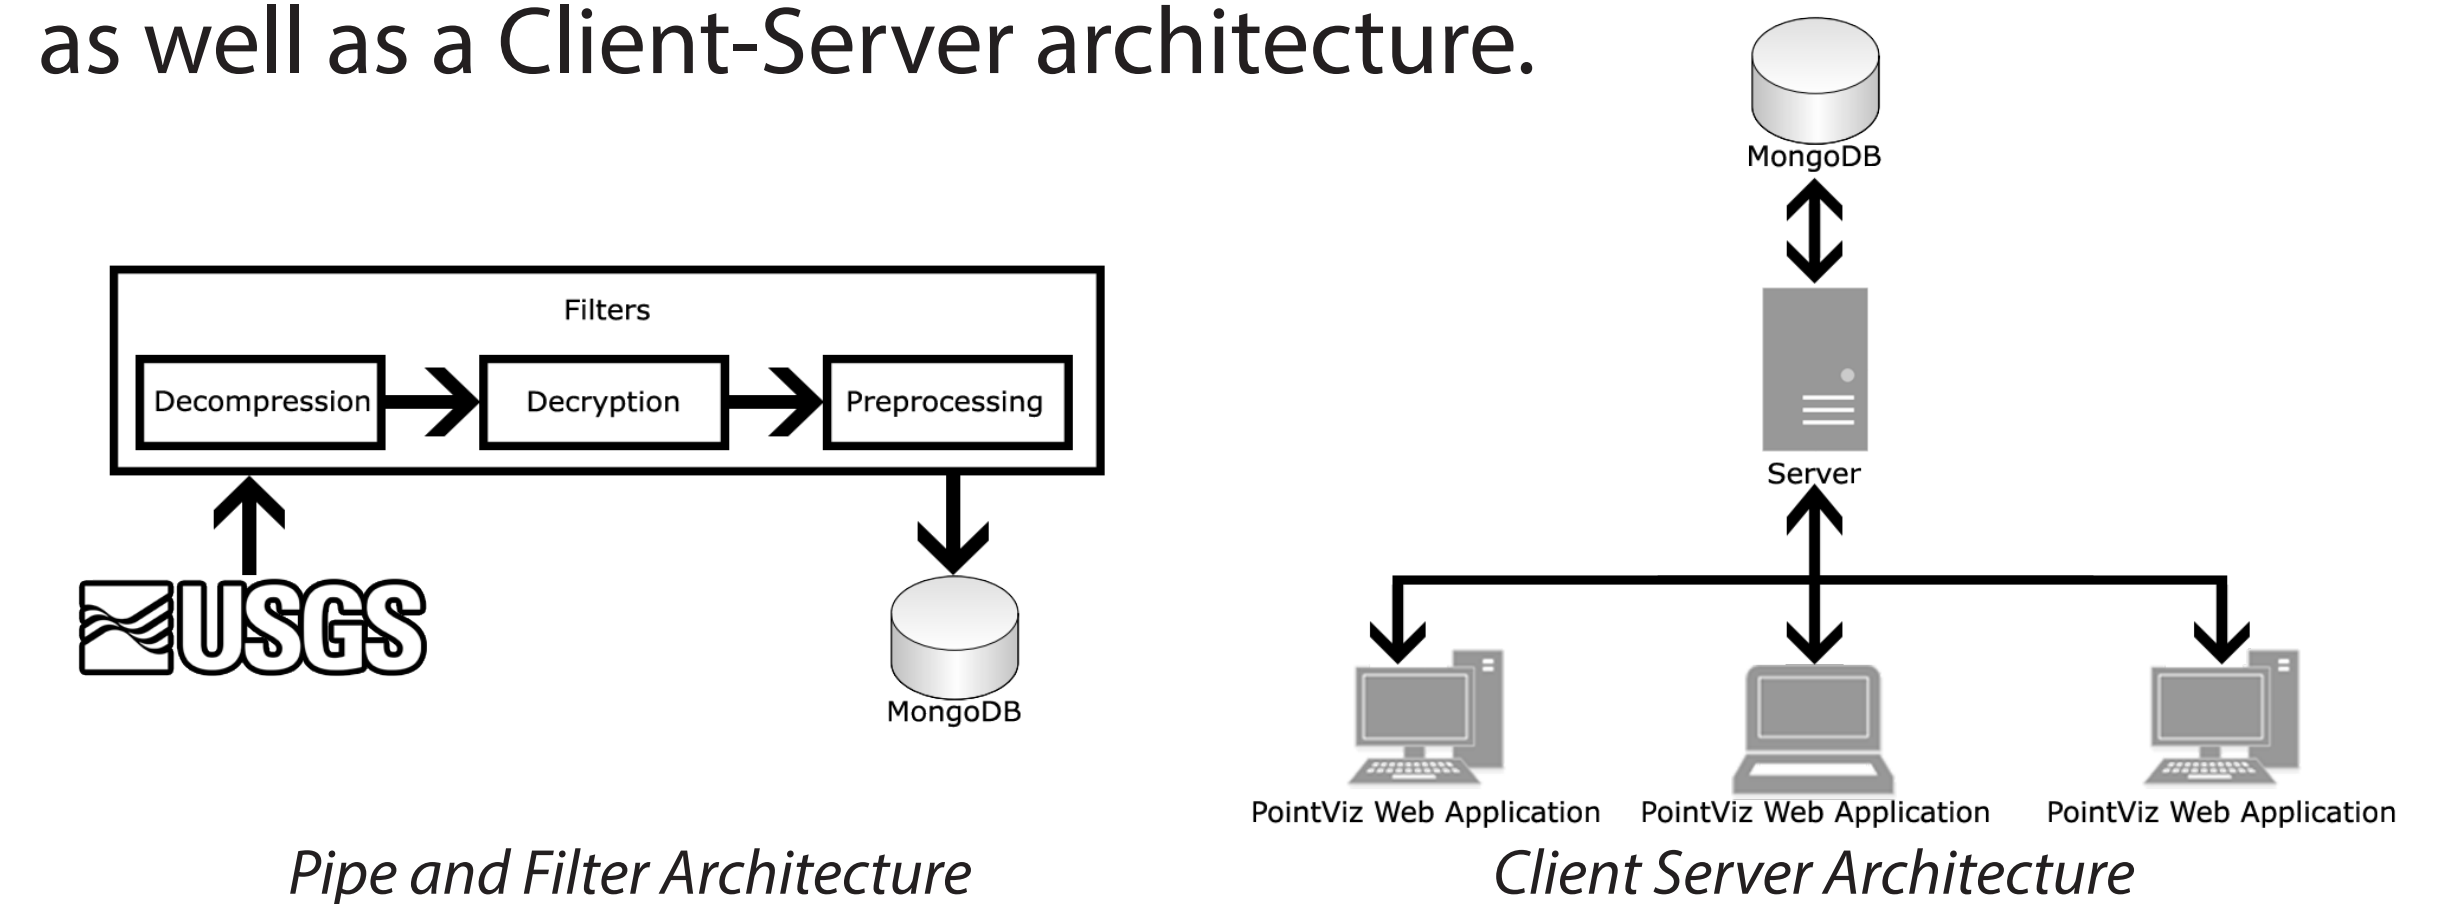 as well as a Client-Server architecture.
MongoDB
Filters
Decompression
Decryption
Preprocessing
Server
USGS
MongoDB
PointViz Web Application
PointViz Web Application
PointViz Web Application
Pipe and Filter Architecture
Client Server Architecture